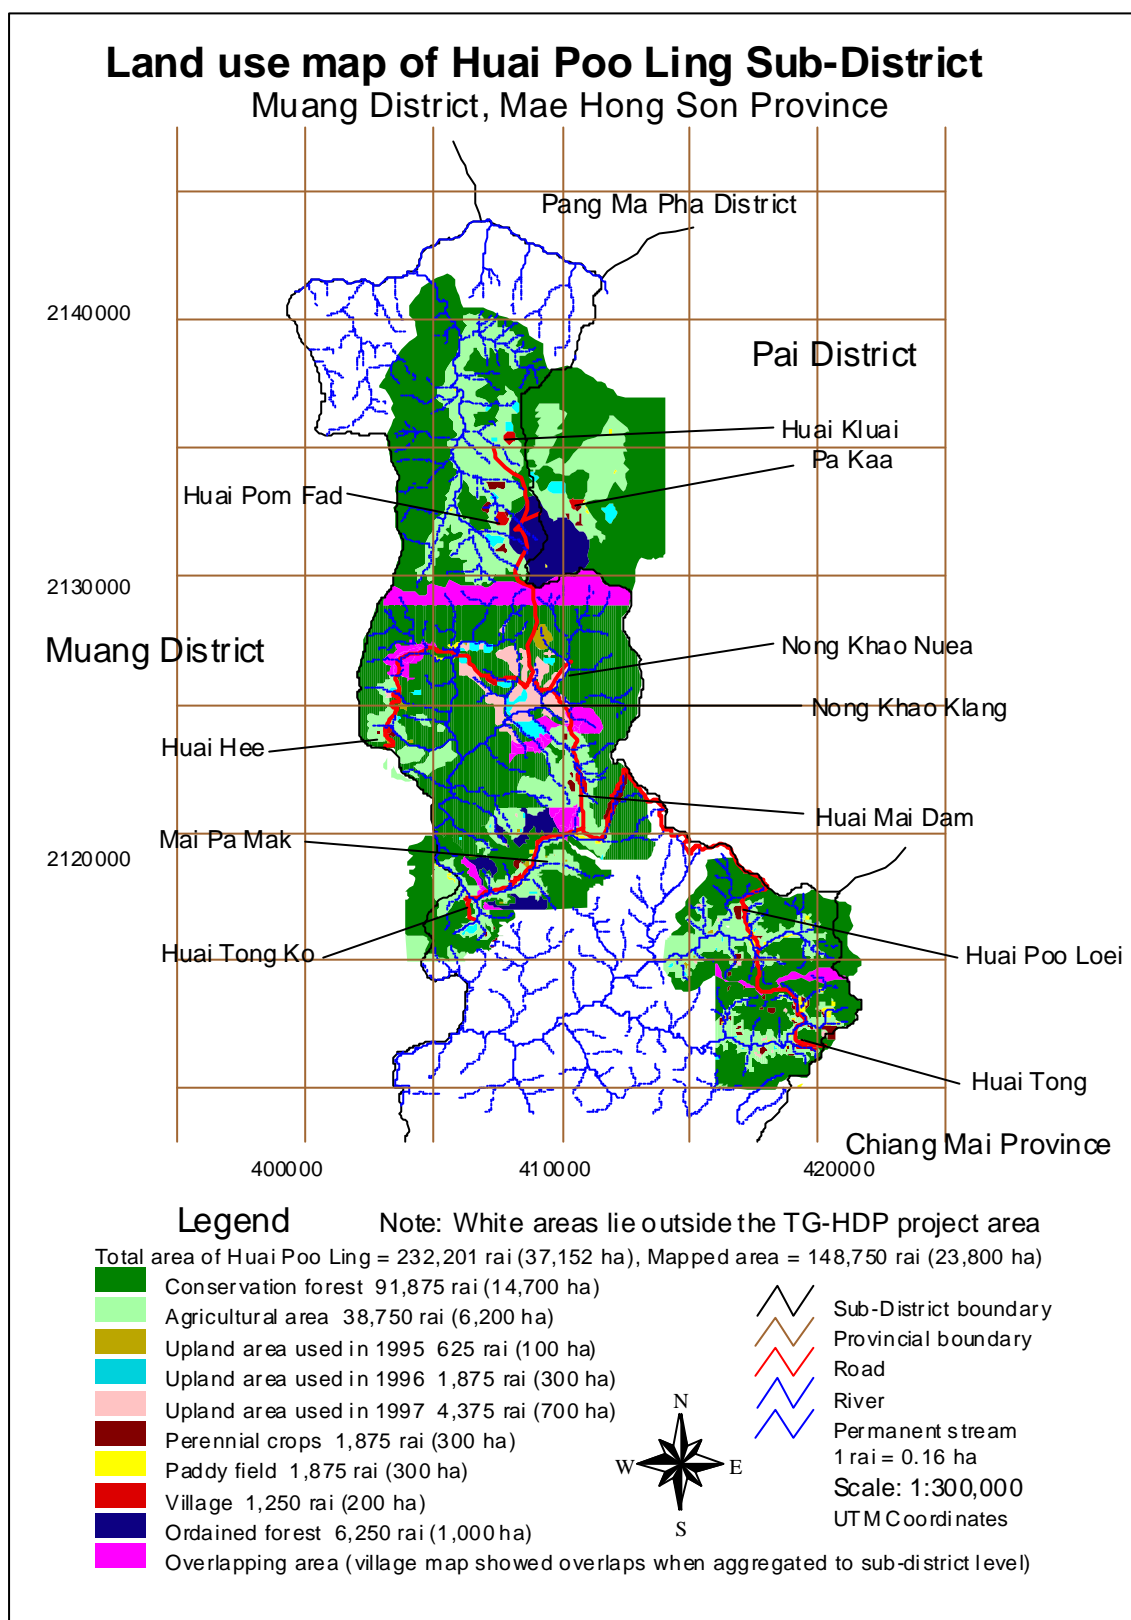 Land use map of Huai Poo Ling Sub-District
Muang District, Mae Hong Son Province
Pang Ma Pha District
2140000
Pai District
Huai Kluai
Pa Kaa
Huai Pom Fad
2130000
Muang District
Nong Khao Nuea
Nong Khao Klang
Huai Hee
Huai Mai Dam
Mai Pa Mak
2120000
Huai Tong Ko
Huai Poo Loei
Huai Tong
Chiang Mai Province
400000
410000
420000
Legend
Note: White areas lie outside the TG-HDP project area
Total area of Huai Poo Ling = 232,201 rai (37,152 ha), Mapped area = 148,750 rai (23,800 ha)
Conservation forest 91,875 rai (14,700 ha)
Agricultural area 38,750 rai (6,200 ha)
Upland area used in 1995 625 rai (100 ha)
Upland area used in 1996 1,875 rai (300 ha)
Upland area used in 1997 4,375 rai (700 ha)
Perennial crops 1,875 rai (300 ha)
Paddy field 1,875 rai (300 ha)
Village 1,250 rai (200 ha)
Ordained forest 6,250 rai (1,000 ha)
Overlapping area (village map showed overlaps when aggregated to sub-district level)
N
W
E
S
Sub-District boundary
Provincial boundary
Road
River
Permanent stream
1 rai = 0.16 ha
Scale: 1:300,000
UTM Coordinates